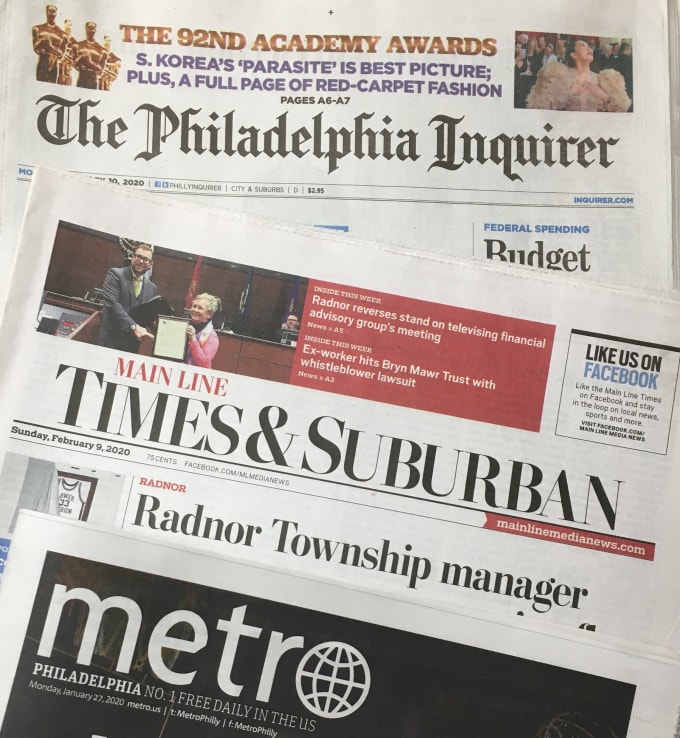 THE 92ND ACADEMY AWARDS
S. KOREA'S 'PARASITE' IS BEST PICTURE;
PLUS, A FULL PAGE OF RED-CARPET FASHION
PAGES A6-A7
The Philadelphia Inquirer
MO
10, 2020 | PHILLYINQUIRER | CITY & SUBURBS | D | $2.95
INQUIRER.COM
FEDERAL SPENDING
Budget
INSIDE THIS WEEK
Radnor reverses stand on televising financial
advisory group's meeting
News » A5
INSIDE THIS WEEK
Ex-worker hits Bryn Mawr Trust with
whistleblower lawsuit
News » A2
LIKE US ON
FACEBOOK
Like the Main Line Times
on Facebook and stay
in the loop on local news,
sports and more.
VISIT FACEBOOK.COM/
MAIN LINE MEDIA NEWS
MAIN LINE
TIMES & SUBURBAN
Sunday, February 9, 2020
75 CENTS FACEBOOK.COM/MLMEDIANEWS
mainlinemedianews.com
33
RADNOR
Radnor Township manager
metro
PHILADELPHIA NO. 1 FREE DAILY IN THE US
Monday, January 27, 2020 metro.us | t: MetroPhilly | f: MetroPhilly